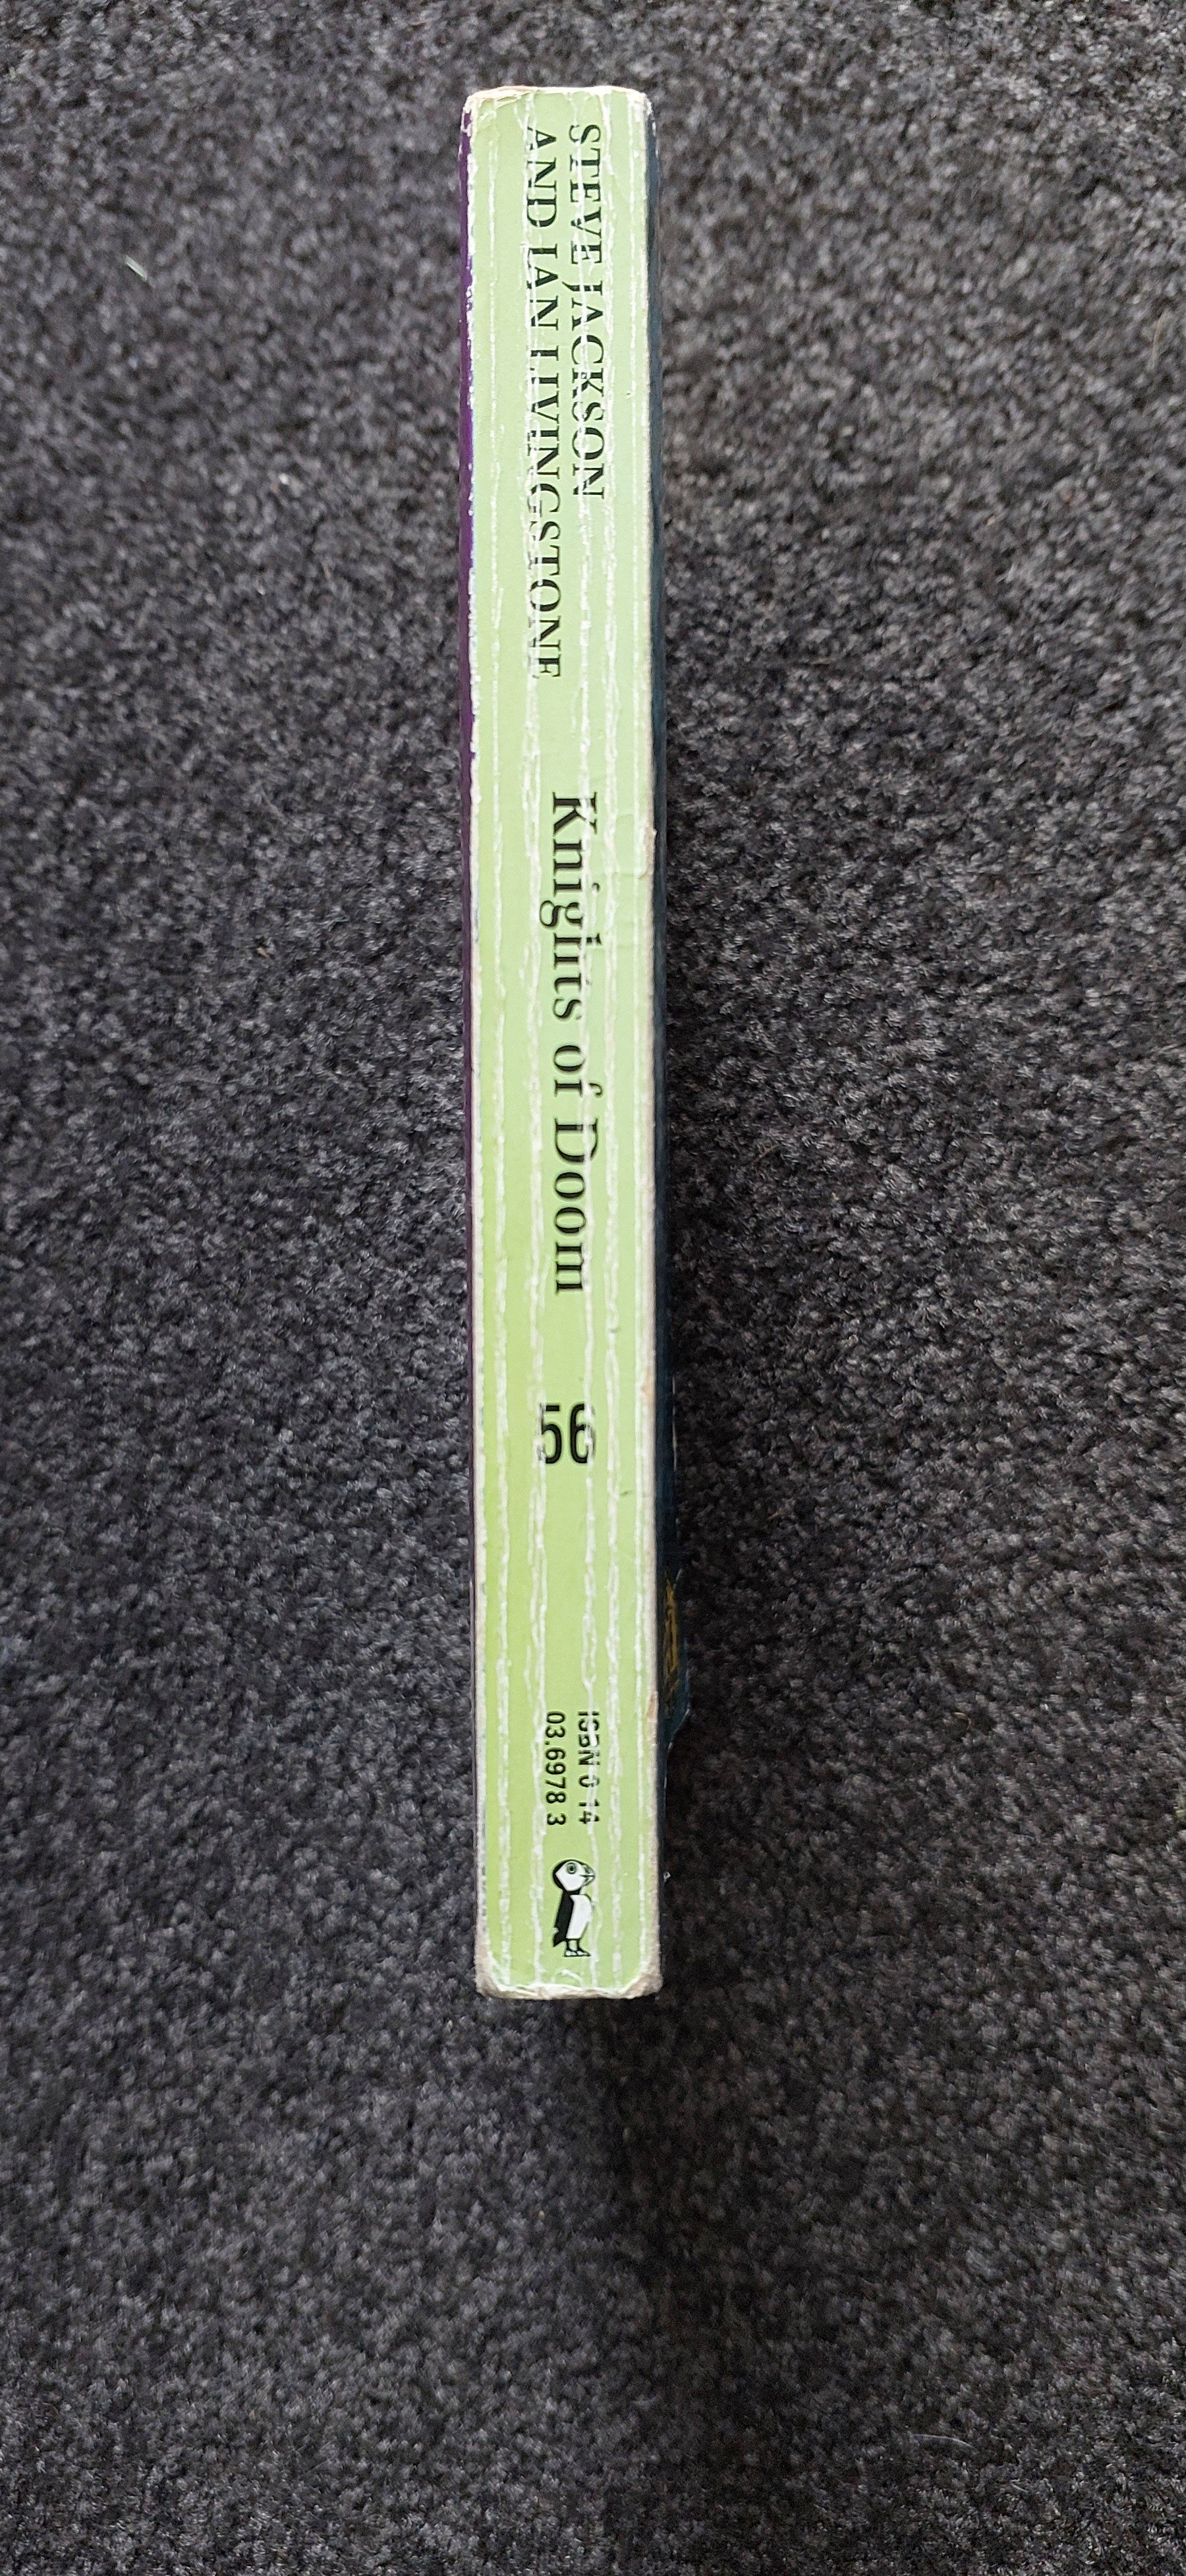 STEVE JACKSON
AND IAN LIVINGSTONE
Knights of Doom
56
ISBN 0 14
03.6978 3